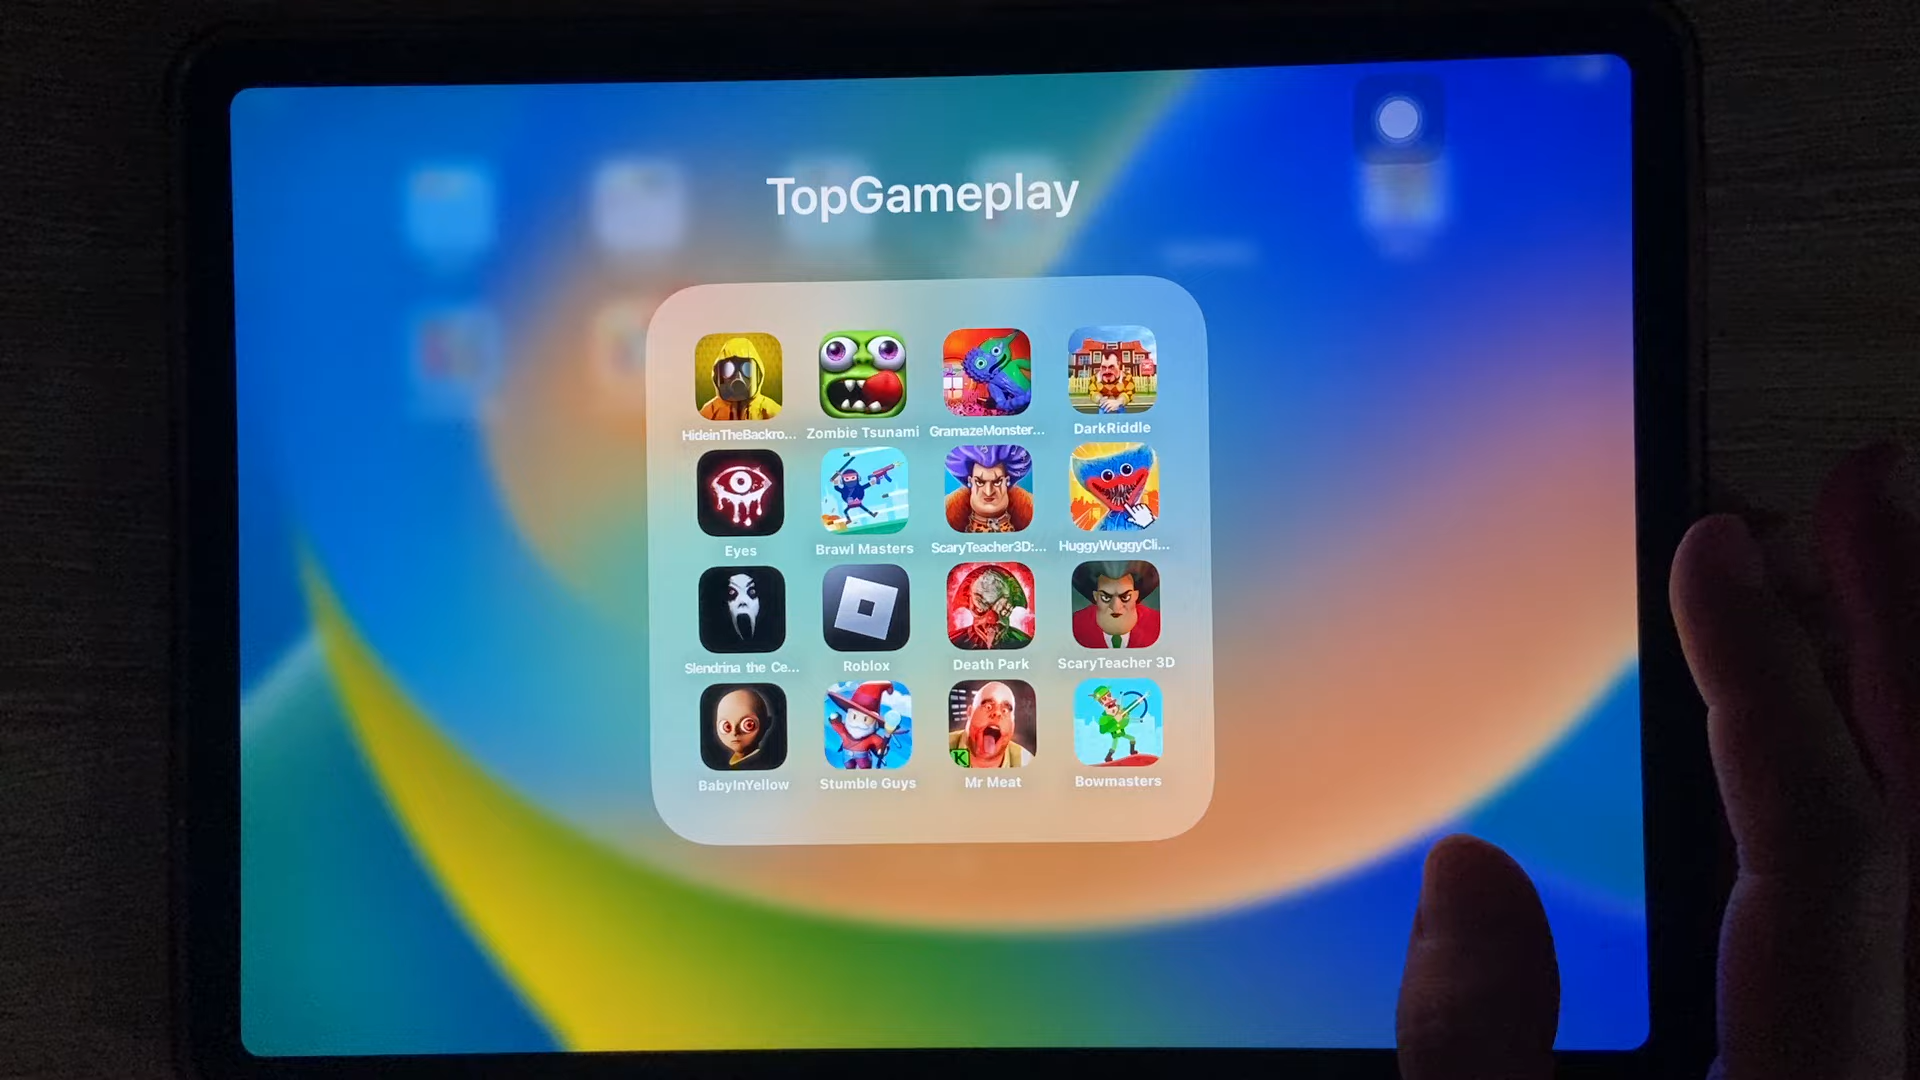 TopGameplay
HideinTheBackro... Zombie Tsunami GramazeMonster... DarkRiddle
Eyes Brawl Masters ScaryTeacher3D:... HuggyWuggyCli...
Slendrina the Ce... Roblox Death Park ScaryTeacher 3D
K
BabyInYellow Stumble Guys Mr Meat Bowmasters